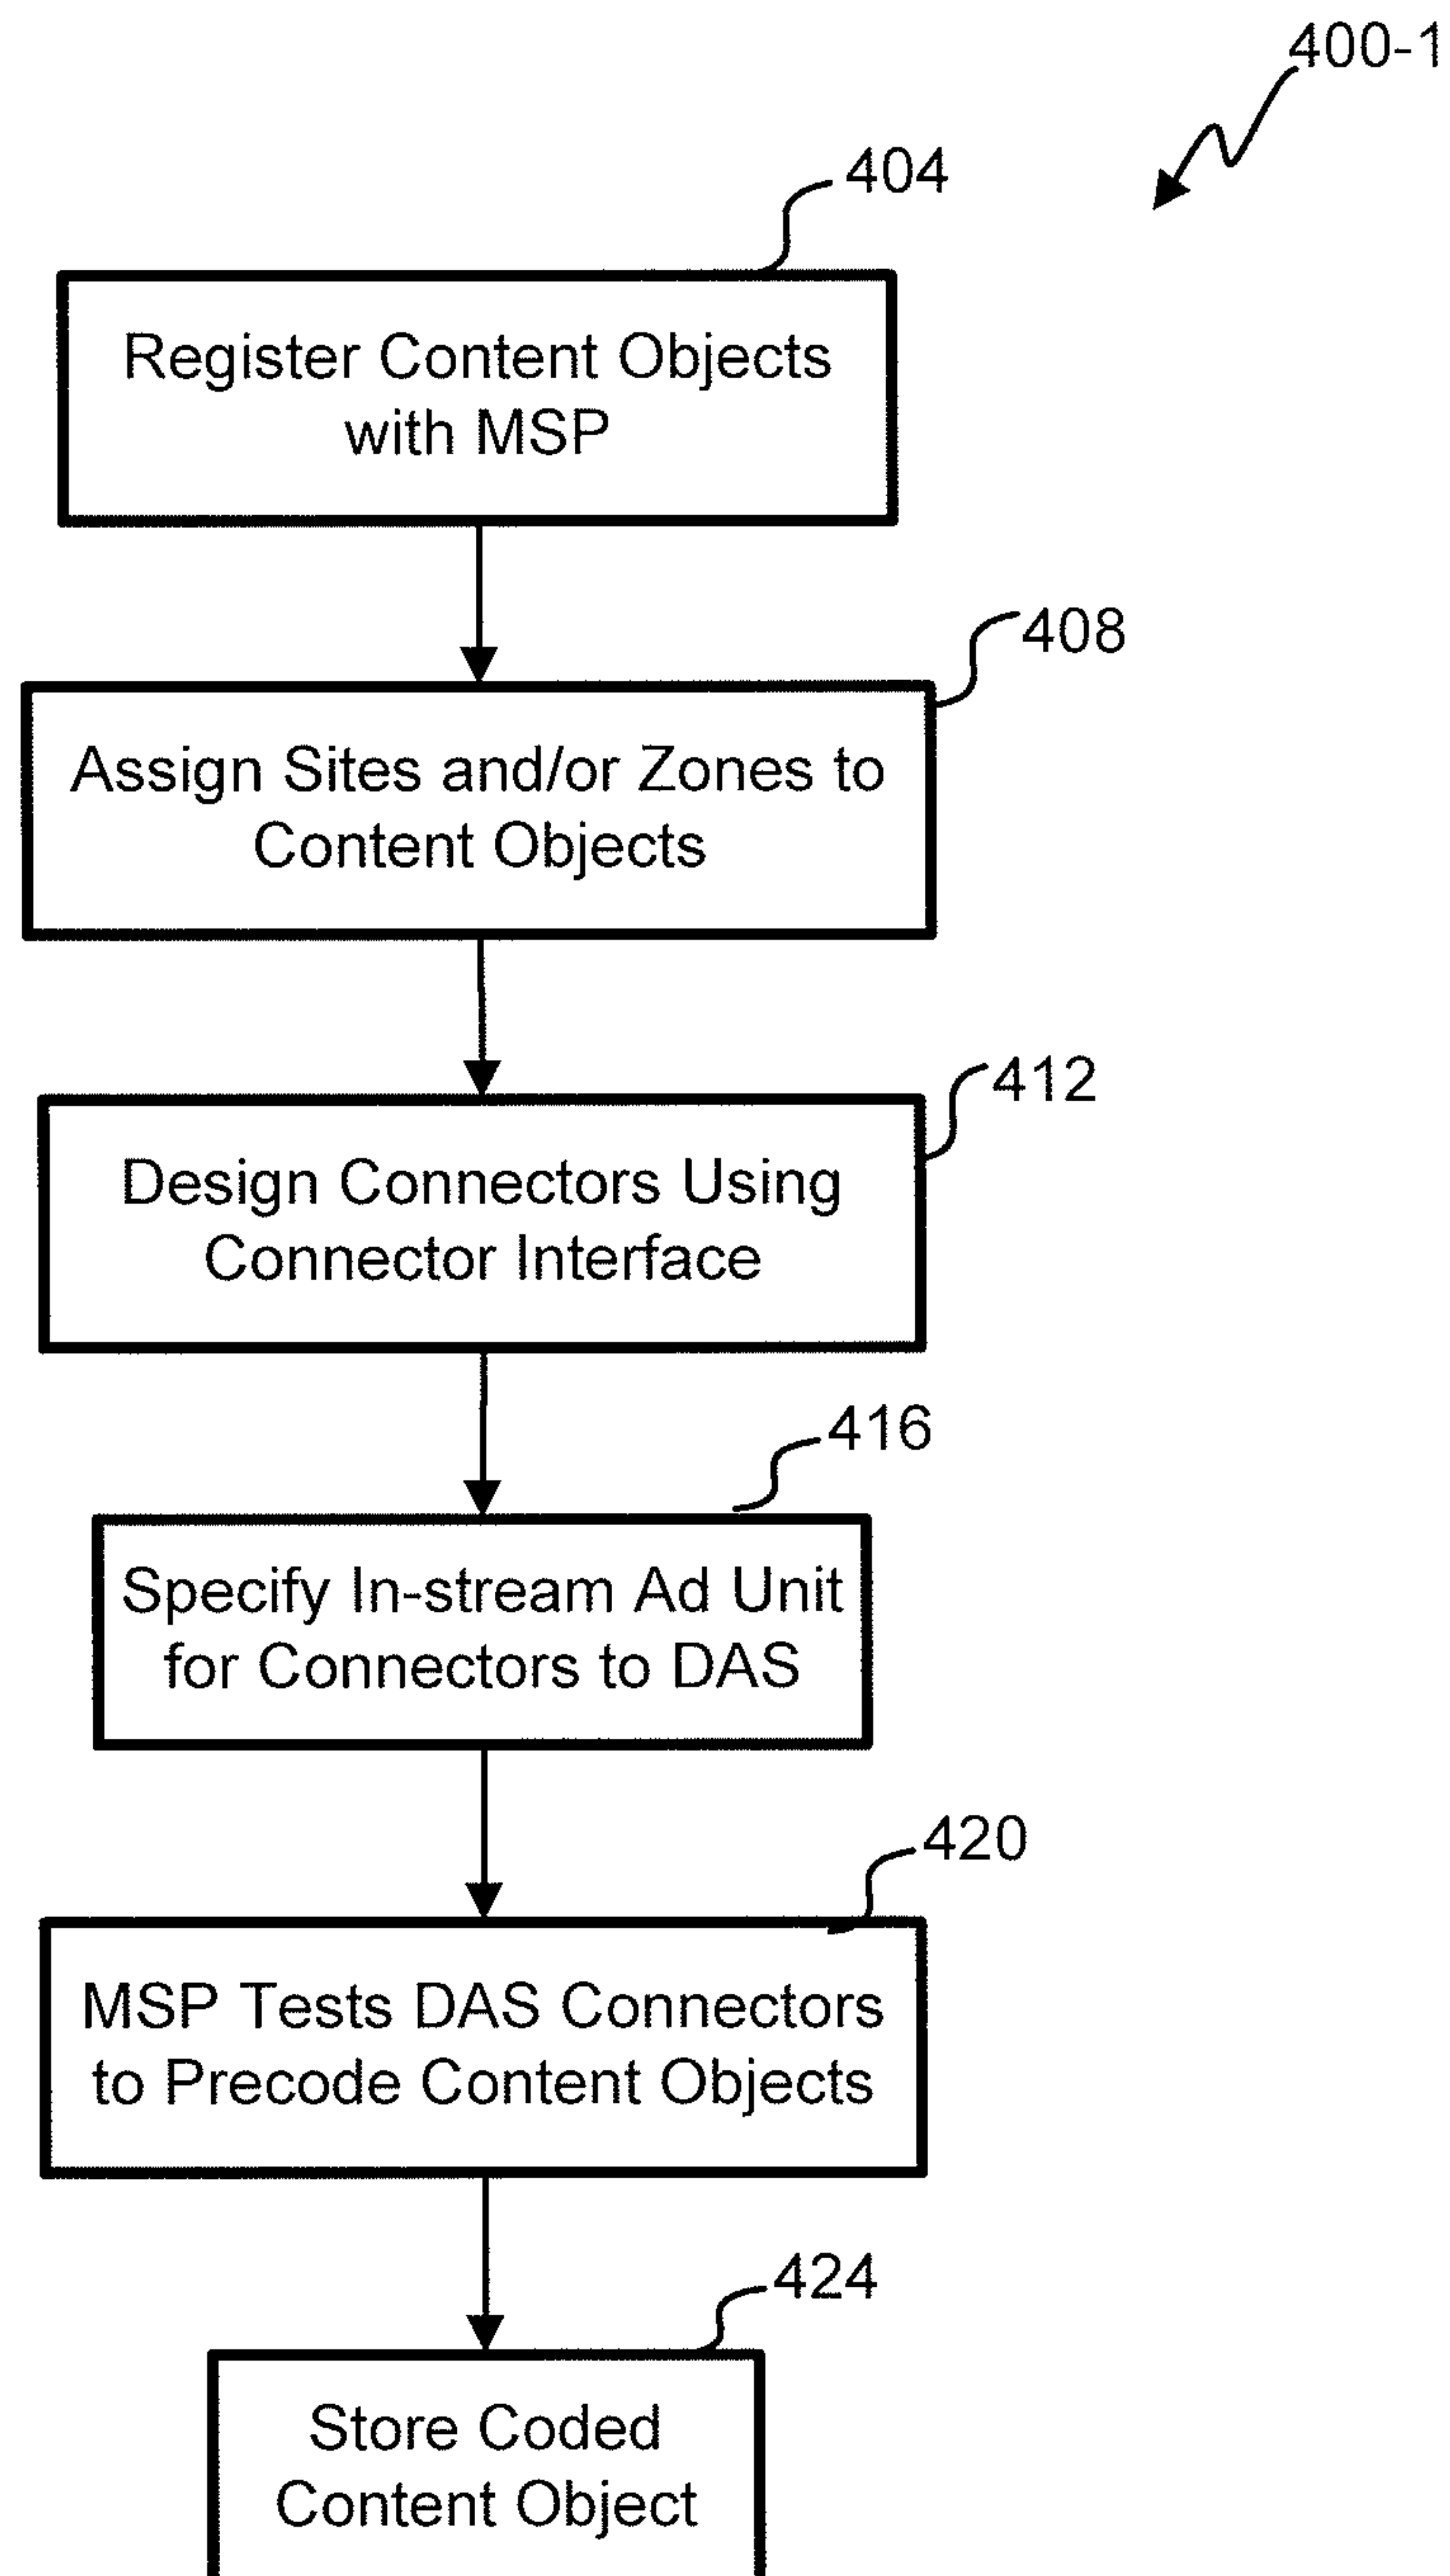 400-1
404
Register Content Objects
with MSP
408
Assign Sites and/or Zones to
Content Objects
412
Design Connectors Using
Connector Interface
416
Specify In-stream Ad Unit
for Connectors to DAS
420
MSP Tests DAS Connectors
to Precode Content Objects
424
Store Coded
Content Object